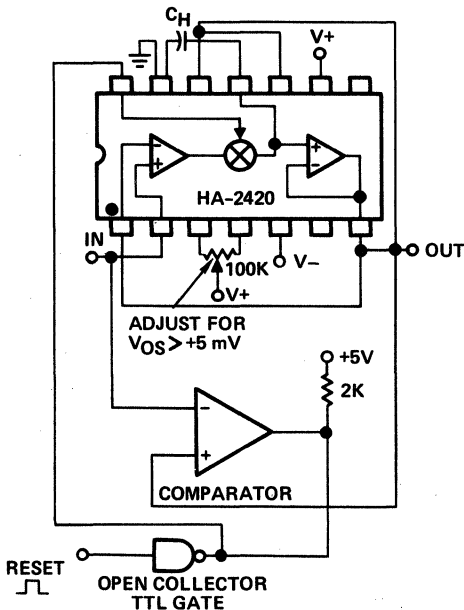 C_H
V+
HA-2420
IN
OUT
100K
V-
V+
ADJUST FOR
V_OS > +5 mV
+5V
2K
COMPARATOR
RESET
OPEN COLLECTOR
TTL GATE